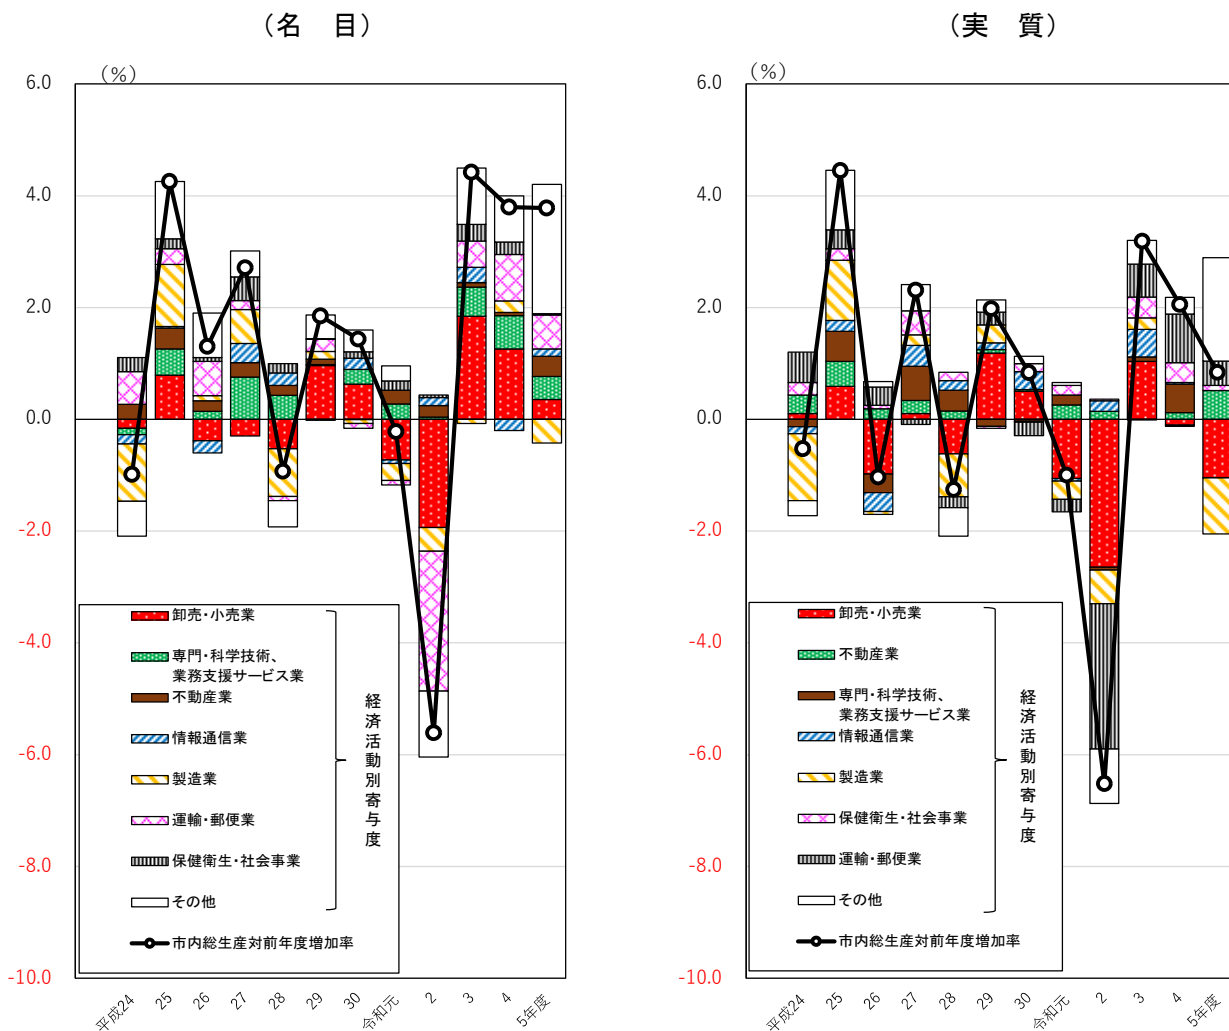 （名　目）
（%）
6.0
4.0
2.0
0.0
-2.0
-4.0
-6.0
-8.0
-10.0
卸売・小売業
専門・科学技術、
業務支援サービス業
不動産業
情報通信業
製造業
運輸・郵便業
保健衛生・社会事業
その他
市内総生産対前年度増加率
経済活動別寄与度
平成24
25
26
27
28
29
30
令和元
2
3
4
5年度
（実　質）
（%）
6.0
4.0
2.0
0.0
-2.0
-4.0
-6.0
-8.0
-10.0
卸売・小売業
不動産業
専門・科学技術、
業務支援サービス業
情報通信業
製造業
保健衛生・社会事業
運輸・郵便業
その他
市内総生産対前年度増加率
経済活動別寄与度
平成24
25
26
27
28
29
30
令和元
2
3
4
5年度